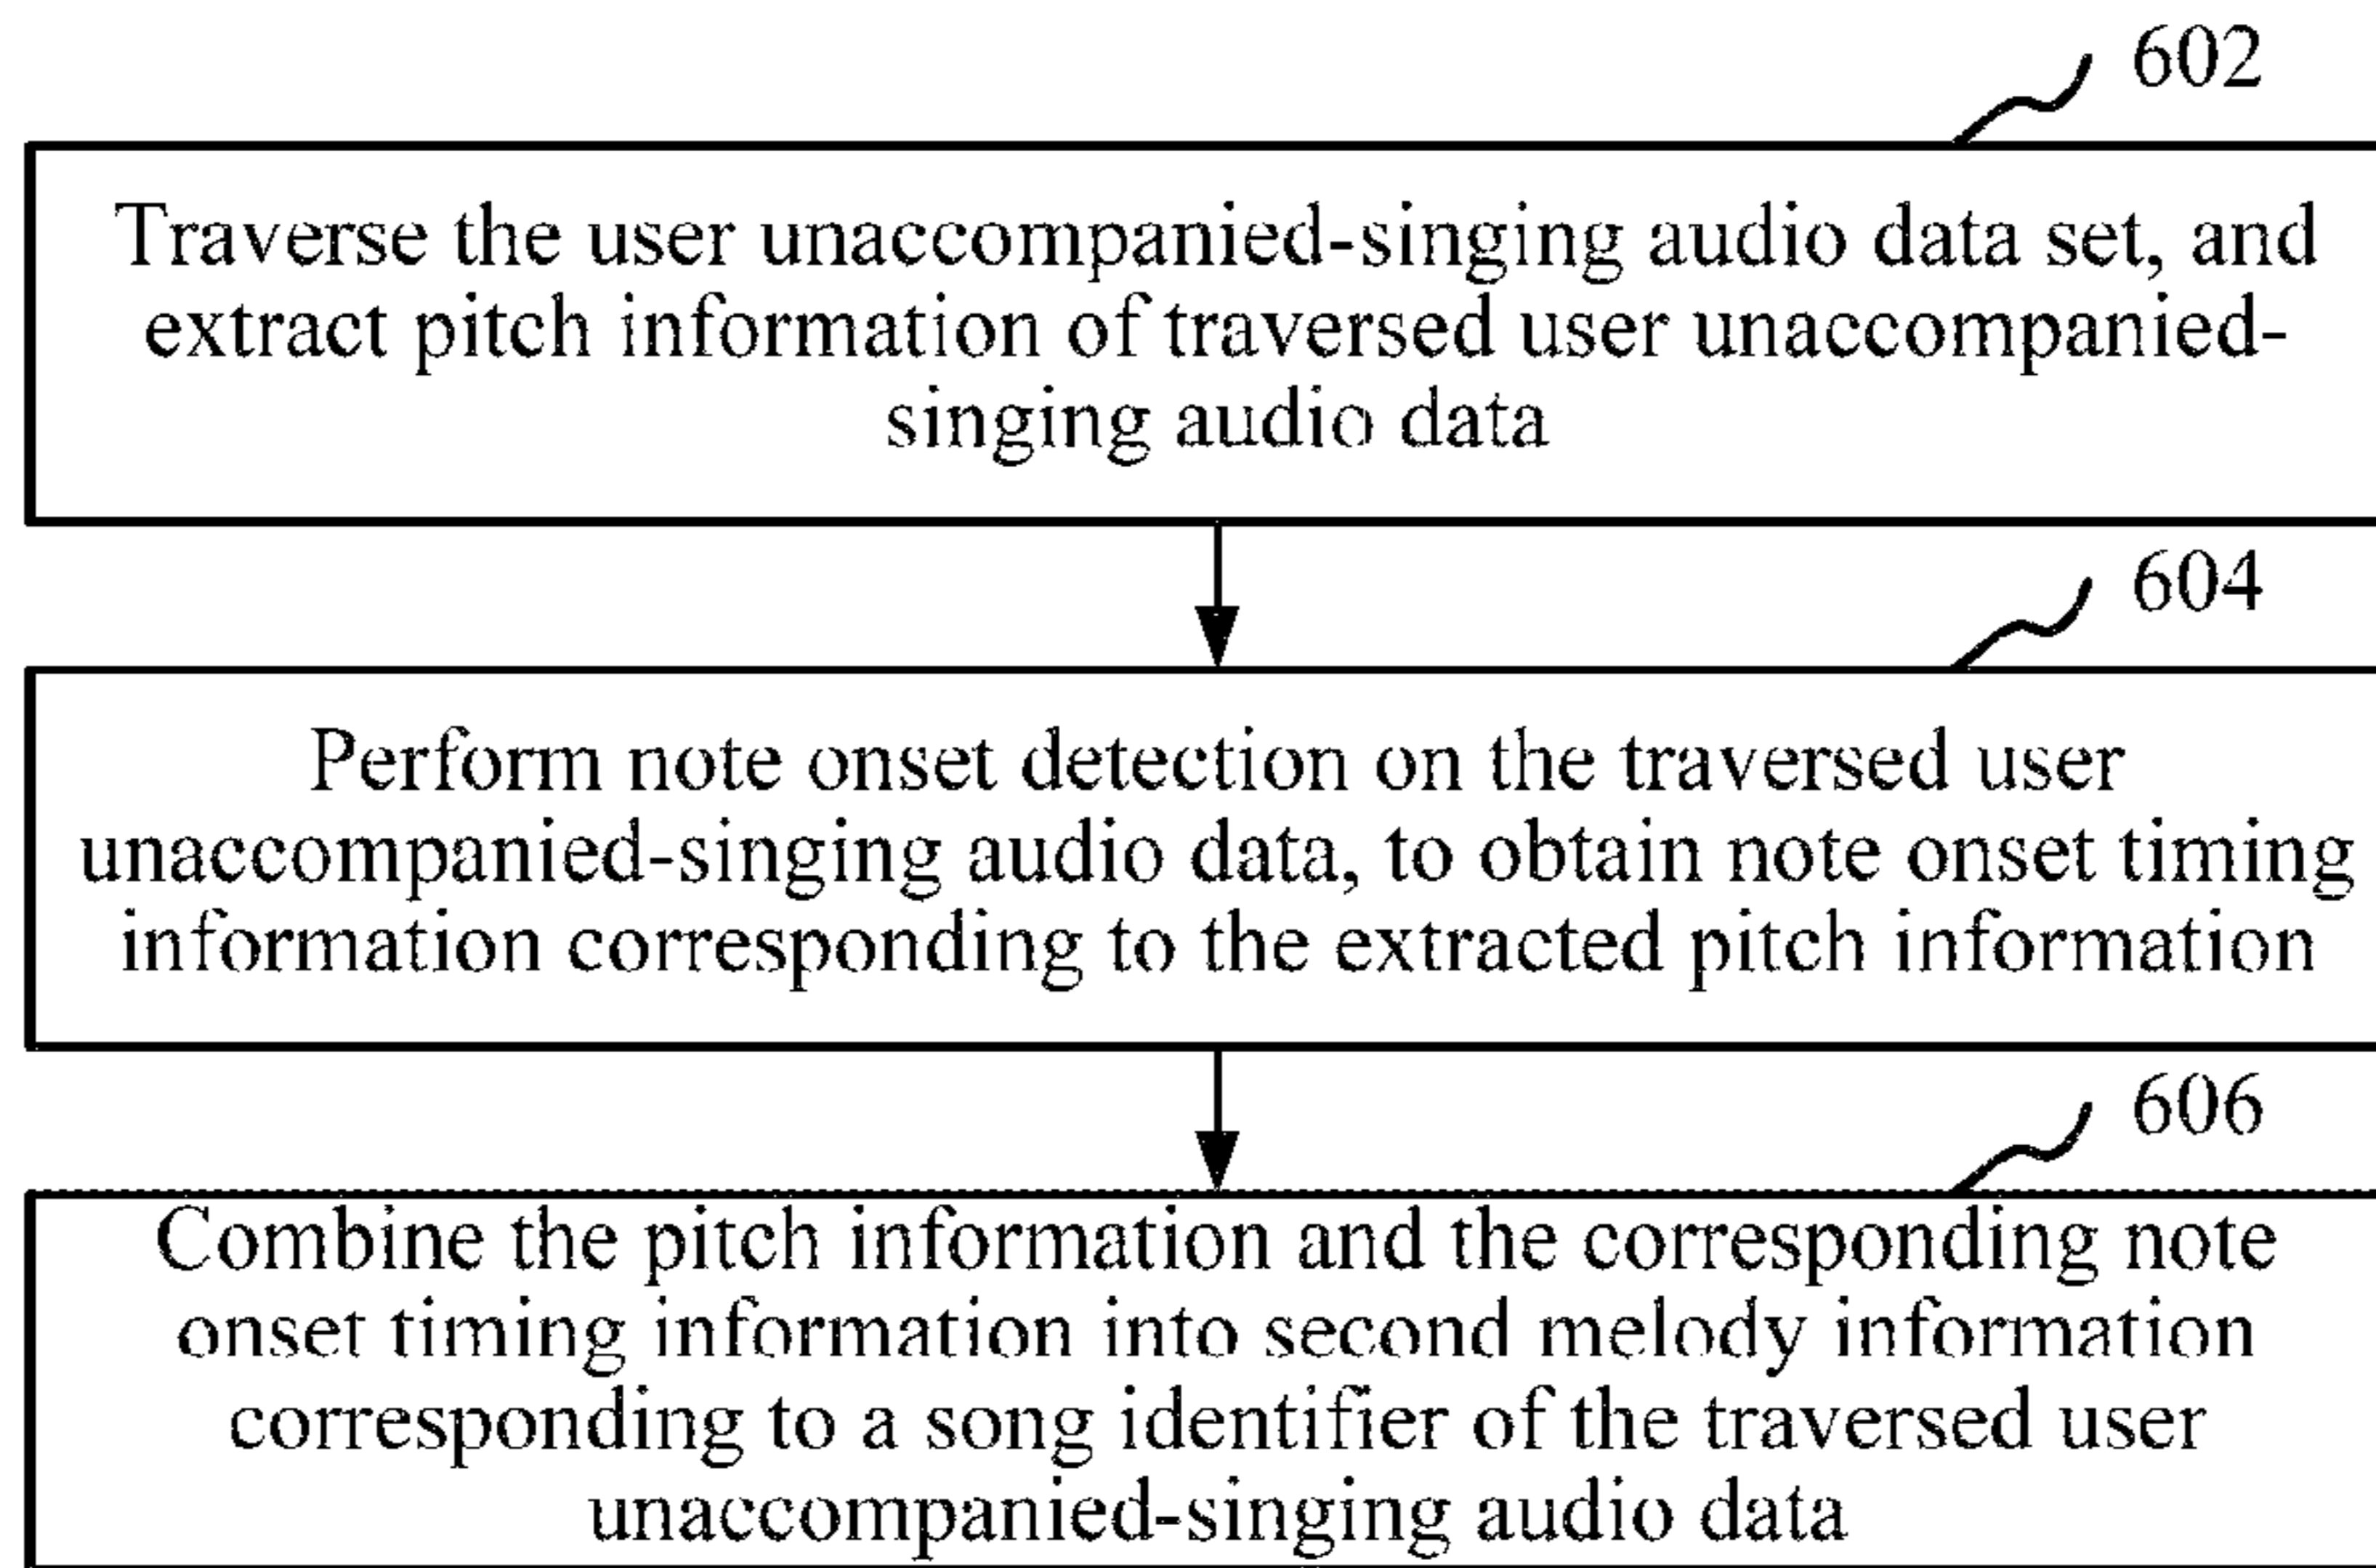 602
Traverse the user unaccompanied-singing audio data set, and
extract pitch information of traversed user unaccompanied-
singing audio data
604
Perform note onset detection on the traversed user
unaccompanied-singing audio data, to obtain note onset timing
information corresponding to the extracted pitch information
606
Combine the pitch information and the corresponding note
onset timing information into second melody information
corresponding to a song identifier of the traversed user
unaccompanied-singing audio data